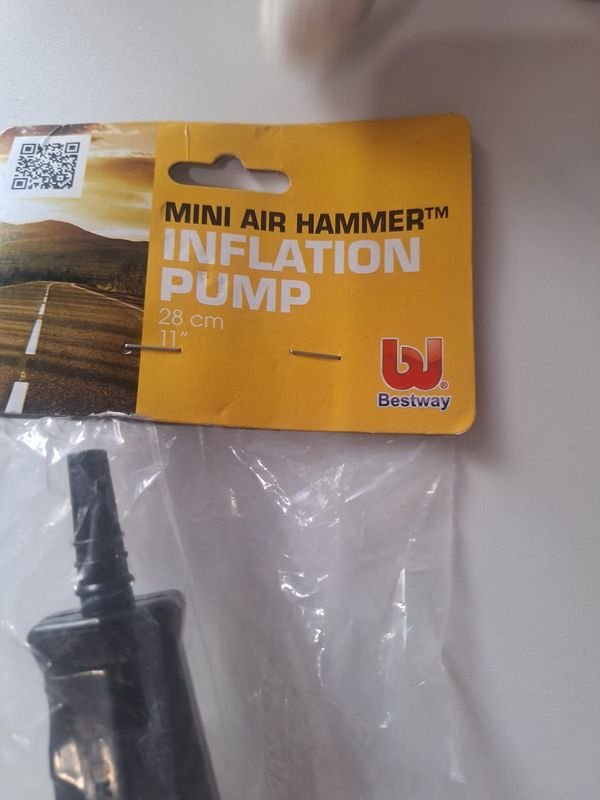 MINI AIR HAMMER™
INFLATION
PUMP
28 cm
11"
Bestway®